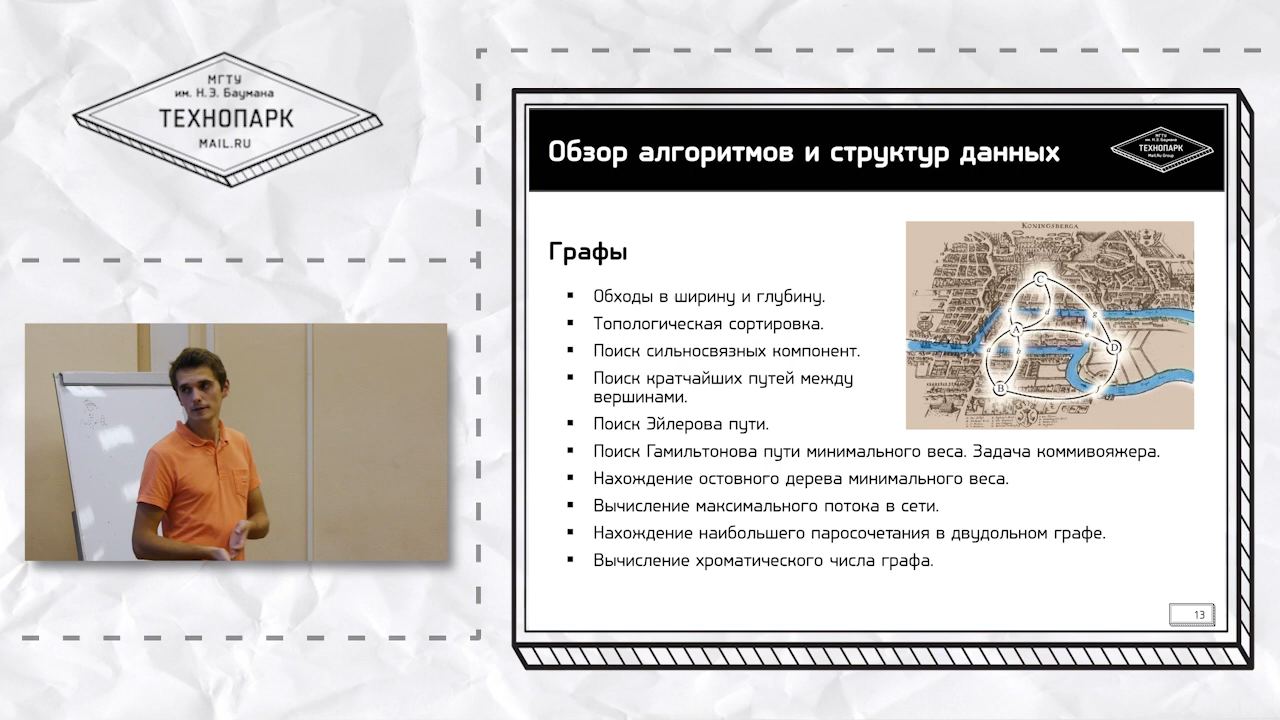 МГТУ
им. Н.Э. Баумана
ТЕХНОПАРК
MAIL.RU
Обзор алгоритмов и структур данных
МГТУ
им. Н.Э. Баумана
ТЕХНОПАРК
Mail.Ru Group
Графы
KONINGSBERGA
C
A
D
B
▪ Обходы в ширину и глубину.
▪ Топологическая сортировка.
▪ Поиск сильносвязных компонент.
▪ Поиск кратчайших путей между
вершинами.
▪ Поиск Эйлерова пути.
▪ Поиск Гамильтонова пути минимального веса. Задача коммивояжера.
▪ Нахождение остовного дерева минимального веса.
▪ Вычисление максимального потока в сети.
▪ Нахождение наибольшего паросочетания в двудольном графе.
▪ Вычисление хроматического числа графа.
13